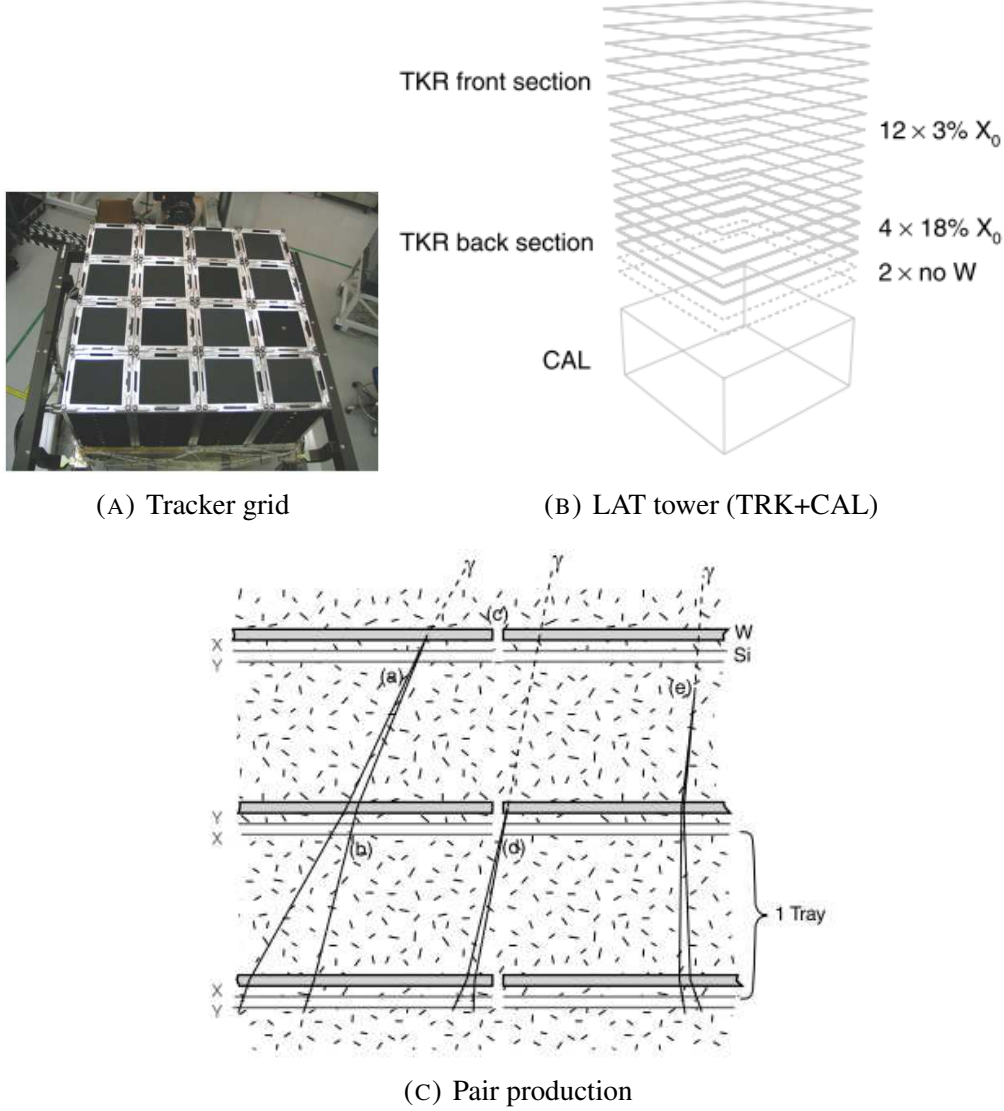 TKR front section
12 × 3% X₀
TKR back section
4 × 18% X₀
2 × no W
CAL
(A) Tracker grid
(B) LAT tower (TRK+CAL)
γ γ γ
(c)
W
X
Si
Y
(a)
(e)
Y
X
(b)
(d)
1 Tray
X
Y
(C) Pair production